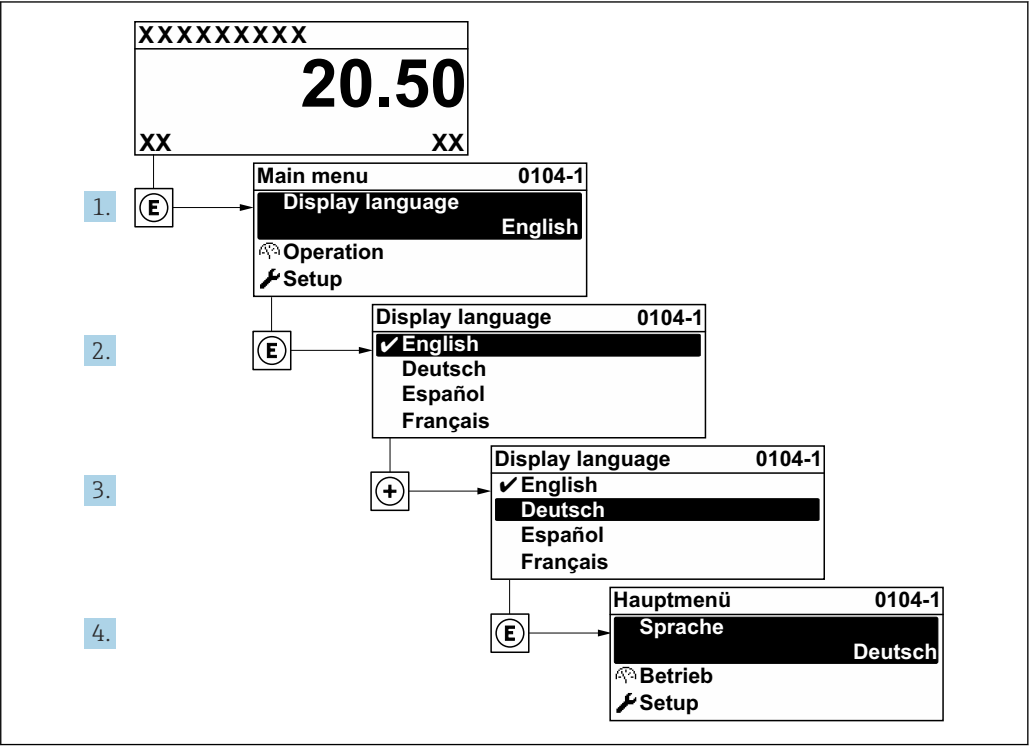 XXXXXXXXX
20.50
XX XX
1. E
Main menu 0104-1
Display language
English
Operation
Setup
2. E
Display language 0104-1
✔English
Deutsch
Español
Français
3. +
Display language 0104-1
✔English
Deutsch
Español
Français
4. E
Hauptmenü 0104-1
Sprache
Deutsch
Betrieb
Setup